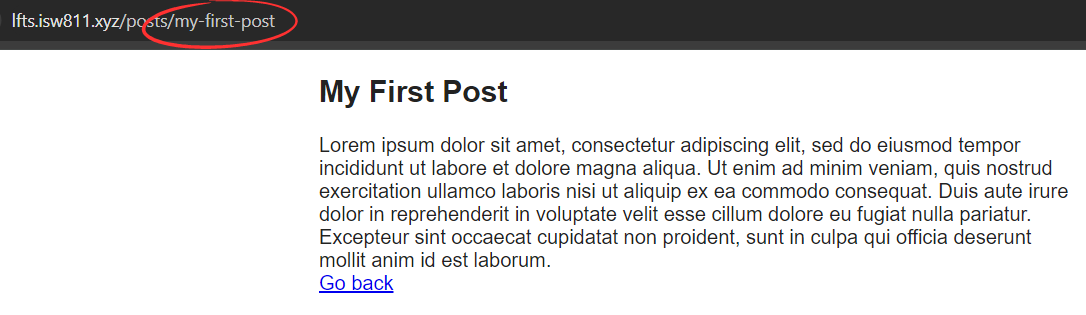 lfts.isw811.xyz/posts/my-first-post
My First Post
Lorem ipsum dolor sit amet, consectetur adipiscing elit, sed do eiusmod tempor
incididunt ut labore et dolore magna aliqua. Ut enim ad minim veniam, quis nostrud
exercitation ullamco laboris nisi ut aliquip ex ea commodo consequat. Duis aute irure
dolor in reprehenderit in voluptate velit esse cillum dolore eu fugiat nulla pariatur.
Excepteur sint occaecat cupidatat non proident, sunt in culpa qui officia deserunt
mollit anim id est laborum.
Go back